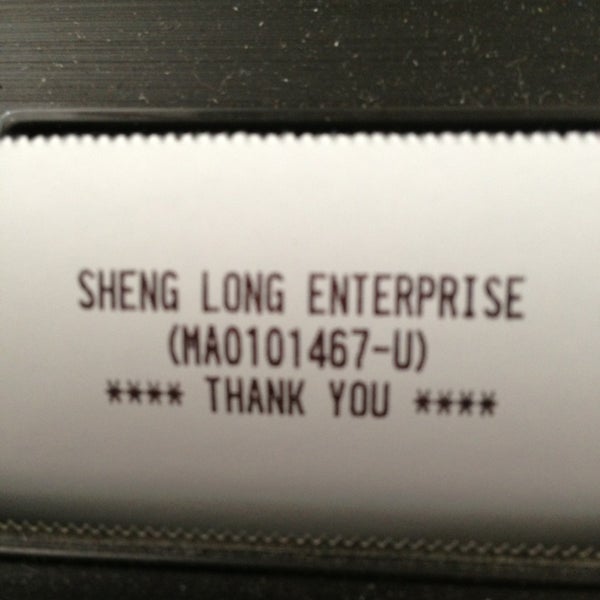 SHENG LONG ENTERPRISE
(MA0101467-U)
**** THANK YOU ****